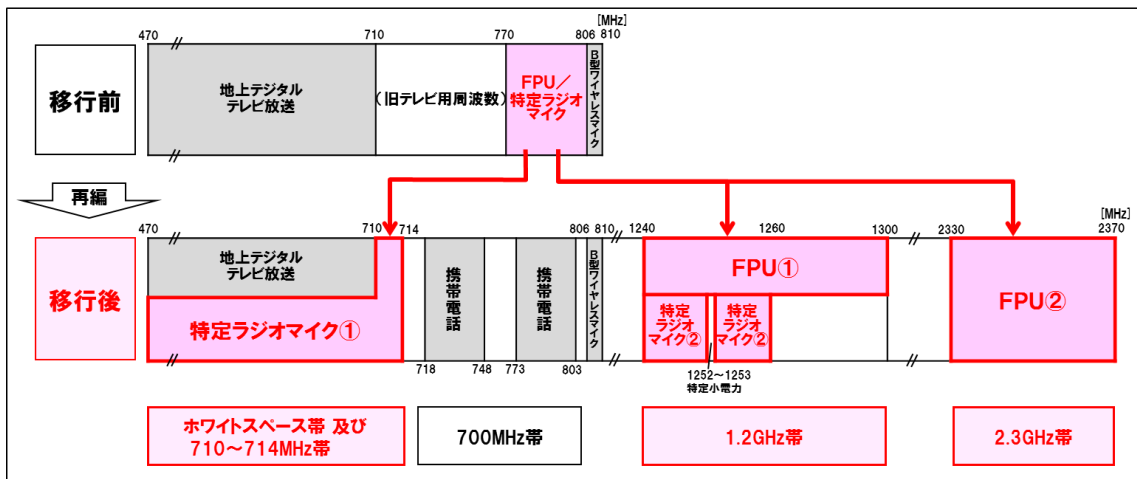 [MHz]
470
710
770
806
810
移行前
地上テジタル
テレビ放送
(旧テレビ用周波数)
FPU／
特定ラジオ
マイク
B型ワイヤレスマイク
再編
[MHz]
470
710
714
806
810
1240
1260
1300
2330
2370
移行後
地上テジタル
テレビ放送
特定ラジオマイク①
携帯電話
携帯電話
B型ワイヤレスマイク
FPU①
特定
ラジオ
マイク②
特定
ラジオ
マイク②
FPU②
718
748
773
803
1252～1253
特定小電力
ホワイトスペース帯 及び
710～714MHz帯
700MHz帯
1.2GHz帯
2.3GHz帯